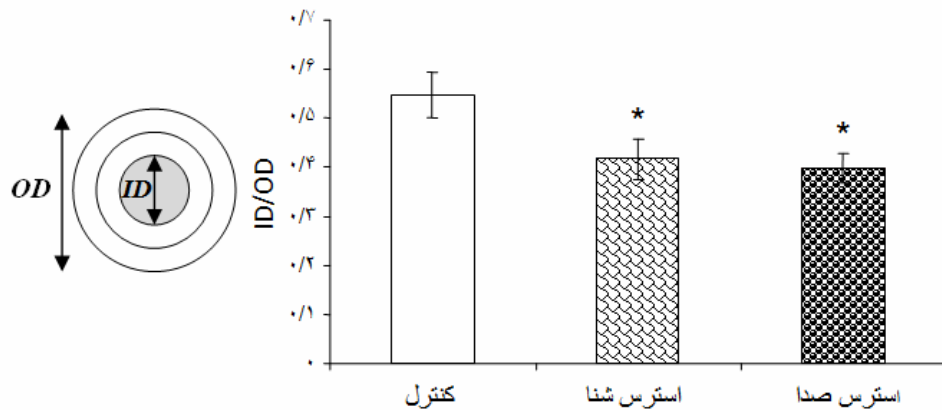 OD
ID
ID/OD
۰/۷
۰/۶
۰/۵
۰/۴
۰/۳
۰/۲
۰/۱
۰
*
*
کنترل
استرس شنا
استرس صدا